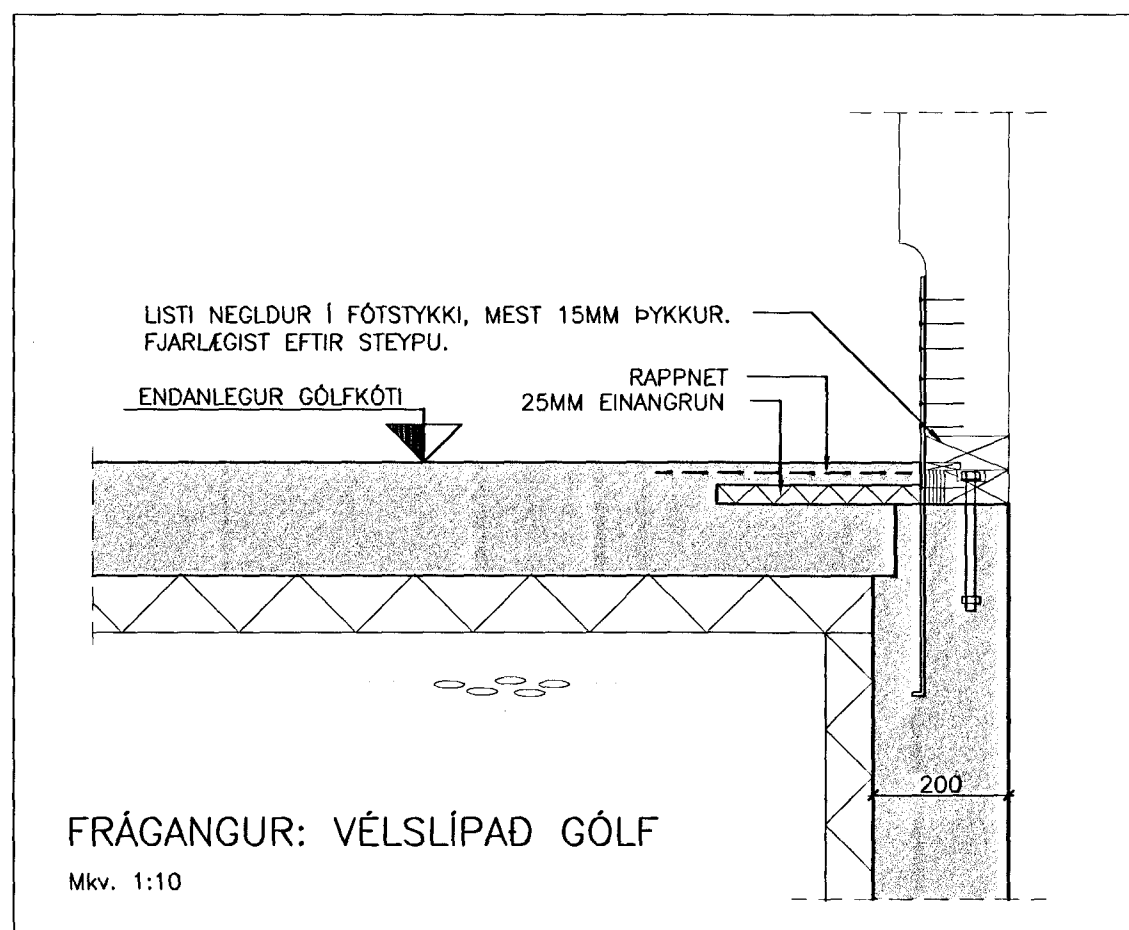 LISTI NEGLDUR Í FÓTSTYKKI, MEST 15MM ÞYKKUR.
FJARLÆGIST EFTIR STEYPU.
RAPPNET
25MM EINANGRUN
ENDANLEGUR GÓLFKÓTI
200
FRÁGANGUR: VÉLSLÍPAÐ GÓLF
Mkv. 1:10